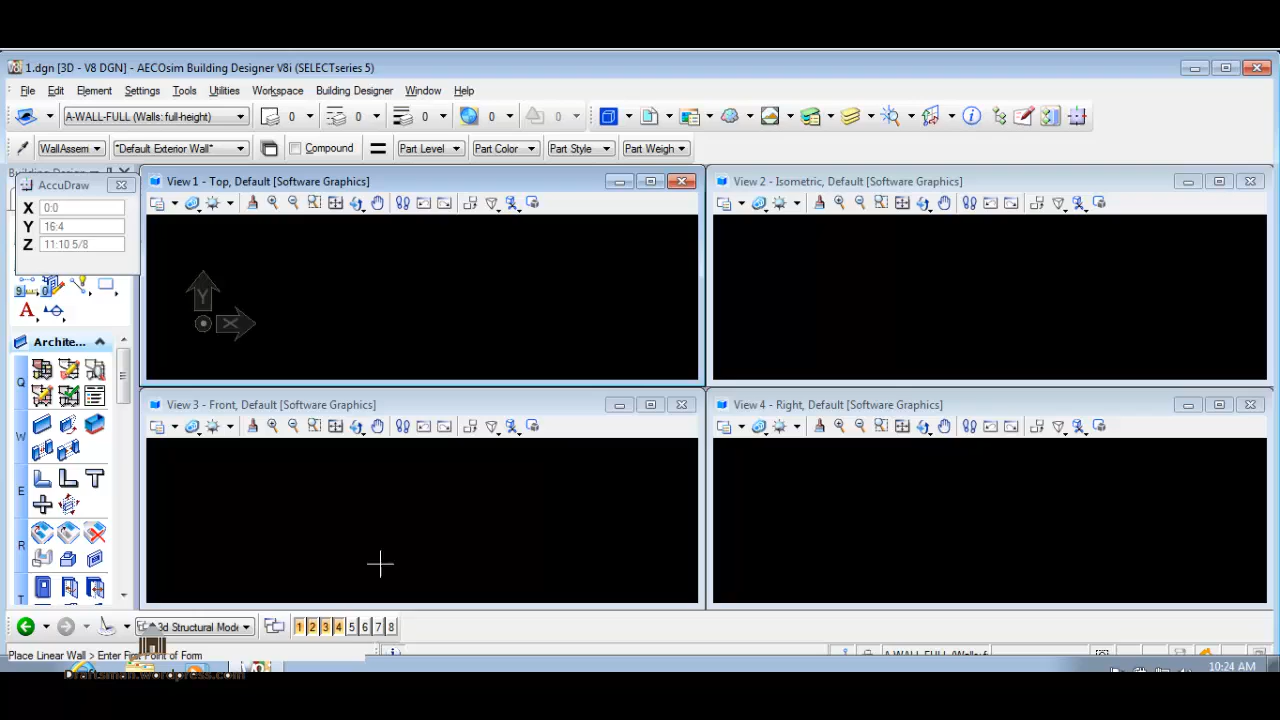 1.dgn [3D - V8 DGN] - AECOsim Building Designer V8i (SELECTseries 5)
File Edit Element Settings Tools Utilities Workspace Building Designer Window Help
A-WALL-FULL (Walls: full-height) 0 0 0 0 0
WallAssem *Default Exterior Wall* Compound Part Level Part Color Part Style Part Weigh
AccuDraw
X 0:0
Y 16:4
Z 11:10 5/8
View 1 - Top, Default [Software Graphics]
View 2 - Isometric, Default [Software Graphics]
Y
X
9 0
A
Archite...
Q
W
E
R
T
View 3 - Front, Default [Software Graphics]
View 4 - Right, Default [Software Graphics]
3d Structural Mode 1 2 3 4 5 6 7 8
Place Linear Wall > Enter First Point of Form
10:24 AM
Draftsman.wordpress.com